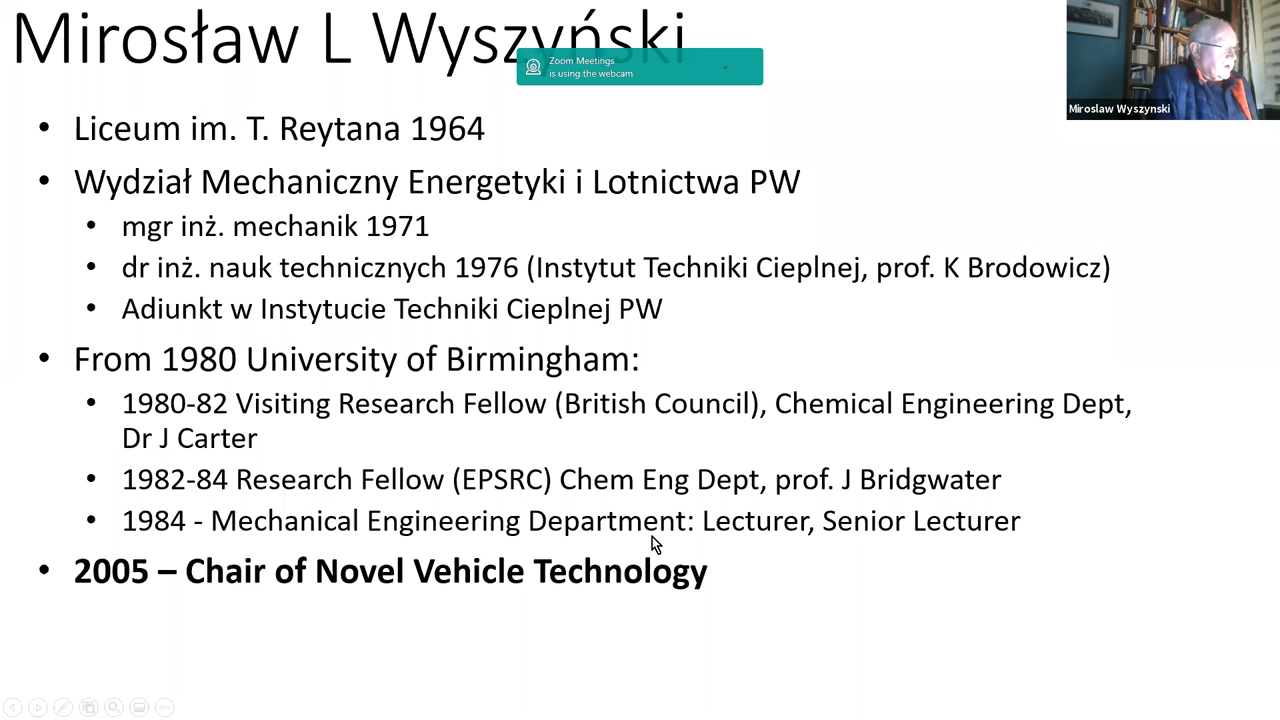 Mirosław L Wyszyński
Zoom Meetings
is using the webcam
Miroslaw Wyszynski
• Liceum im. T. Reytana 1964
• Wydział Mechaniczny Energetyki i Lotnictwa PW
• mgr inż. mechanik 1971
• dr inż. nauk technicznych 1976 (Instytut Techniki Cieplnej, prof. K Brodowicz)
• Adiunkt w Instytucie Techniki Cieplnej PW
• From 1980 University of Birmingham:
• 1980-82 Visiting Research Fellow (British Council), Chemical Engineering Dept,
Dr J Carter
• 1982-84 Research Fellow (EPSRC) Chem Eng Dept, prof. J Bridgwater
• 1984 - Mechanical Engineering Department: Lecturer, Senior Lecturer
• 2005 – Chair of Novel Vehicle Technology